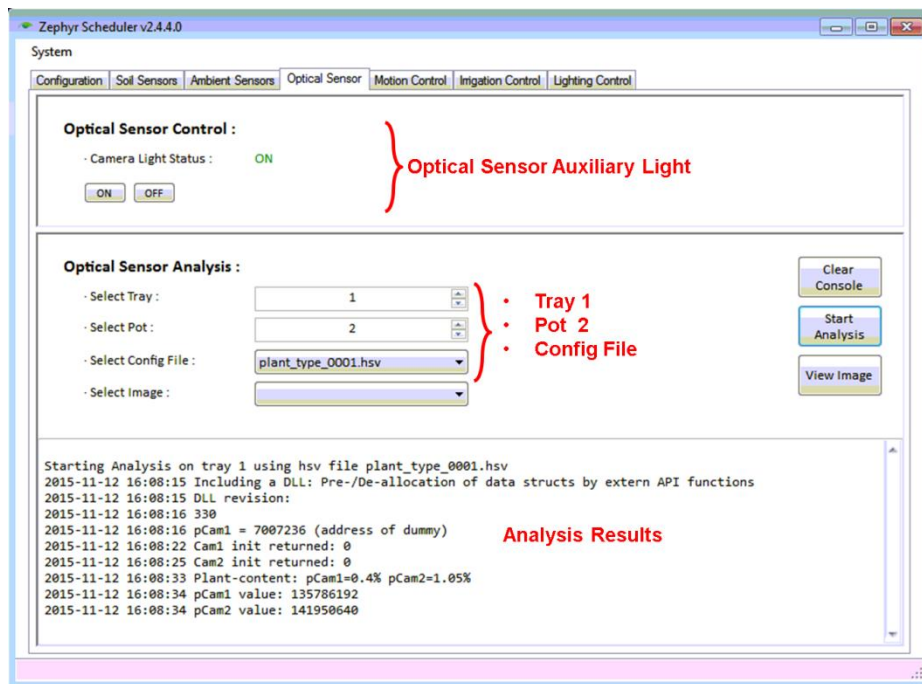 Zephyr Scheduler v2.4.4.0
System
Configuration Soil Sensors Ambient Sensors Optical Sensor Motion Control Irrigation Control Lighting Control
Optical Sensor Control :
· Camera Light Status : ON
ON OFF
Optical Sensor Auxiliary Light
Optical Sensor Analysis :
· Select Tray : 1
· Select Pot : 2
· Select Config File : plant_type_0001.hsv
· Select Image :
• Tray 1
• Pot 2
• Config File
Clear
Console
Start
Analysis
View Image
Starting Analysis on tray 1 using hsv file plant_type_0001.hsv
2015-11-12 16:08:15 Including a DLL: Pre-/De-allocation of data structs by extern API functions
2015-11-12 16:08:15 DLL revision:
2015-11-12 16:08:16 330
2015-11-12 16:08:16 pCam1 = 7007236 (address of dummy)
2015-11-12 16:08:22 Cam1 init returned: 0
2015-11-12 16:08:25 Cam2 init returned: 0
2015-11-12 16:08:33 Plant-content: pCam1=0.4% pCam2=1.05%
2015-11-12 16:08:34 pCam1 value: 135786192
2015-11-12 16:08:34 pCam2 value: 141950640
Analysis Results